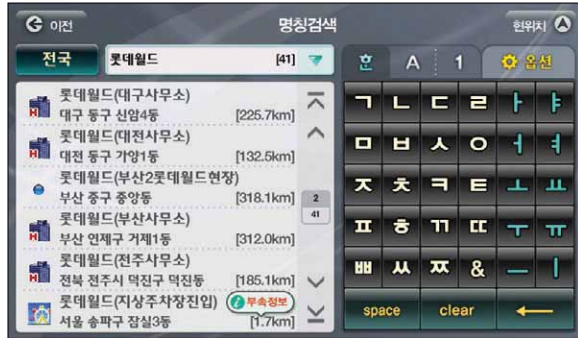 이전
명칭검색
현위치
전국
롯데월드
[41]
한 A 1
옵션
롯데월드(대구사무소)
대구 동구 신암4동 [225.7km]
롯데월드(대전사무소)
대전 동구 가양1동 [132.5km]
롯데월드(부산2롯데월드현장)
부산 중구 중앙동 [318.1km]
롯데월드(부산사무소)
부산 연제구 거제1동 [312.0km]
롯데월드(전주사무소)
전북 전주시 덕진구 덕진동 [185.1km]
롯데월드(지상주차장진입) i 부속정보
서울 송파구 잠실3동 [1.7km]
2
41
ㄱ ㄴ ㄷ ㄹ ㅏ ㅑ
ㅁ ㅂ ㅅ ㅇ ㅓ ㅕ
ㅈ ㅊ ㅋ ㅌ ㅗ ㅛ
ㅍ ㅎ ㄲ ㄸ ㅜ ㅠ
ㅃ ㅆ ㅉ & ㅡ ㅣ
space clear